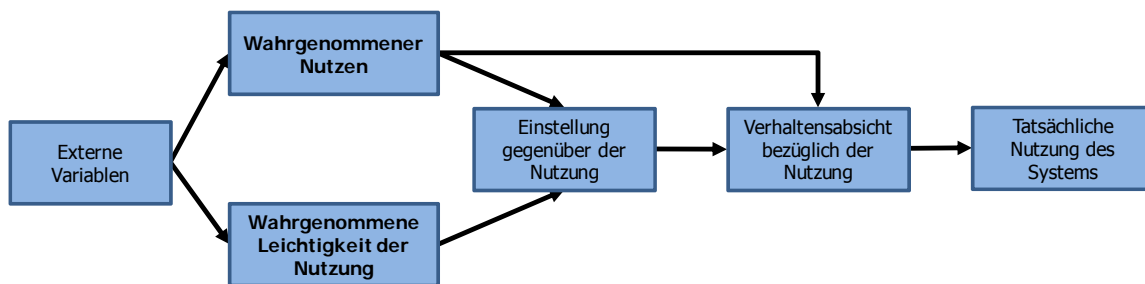 Wahrgenommener
Nutzen
Externe
Variablen
Einstellung
gegenüber der
Nutzung
Verhaltensabsicht
bezüglich der
Nutzung
Tatsächliche
Nutzung des
Systems
Wahrgenommene
Leichtigkeit der
Nutzung